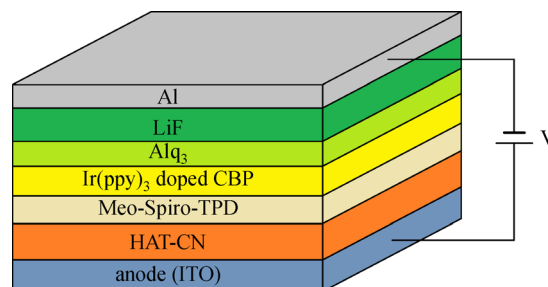 Al
LiF
Alq₃
Ir(ppy)₃ doped CBP
Meo-Spiro-TPD
HAT-CN
anode (ITO)
V